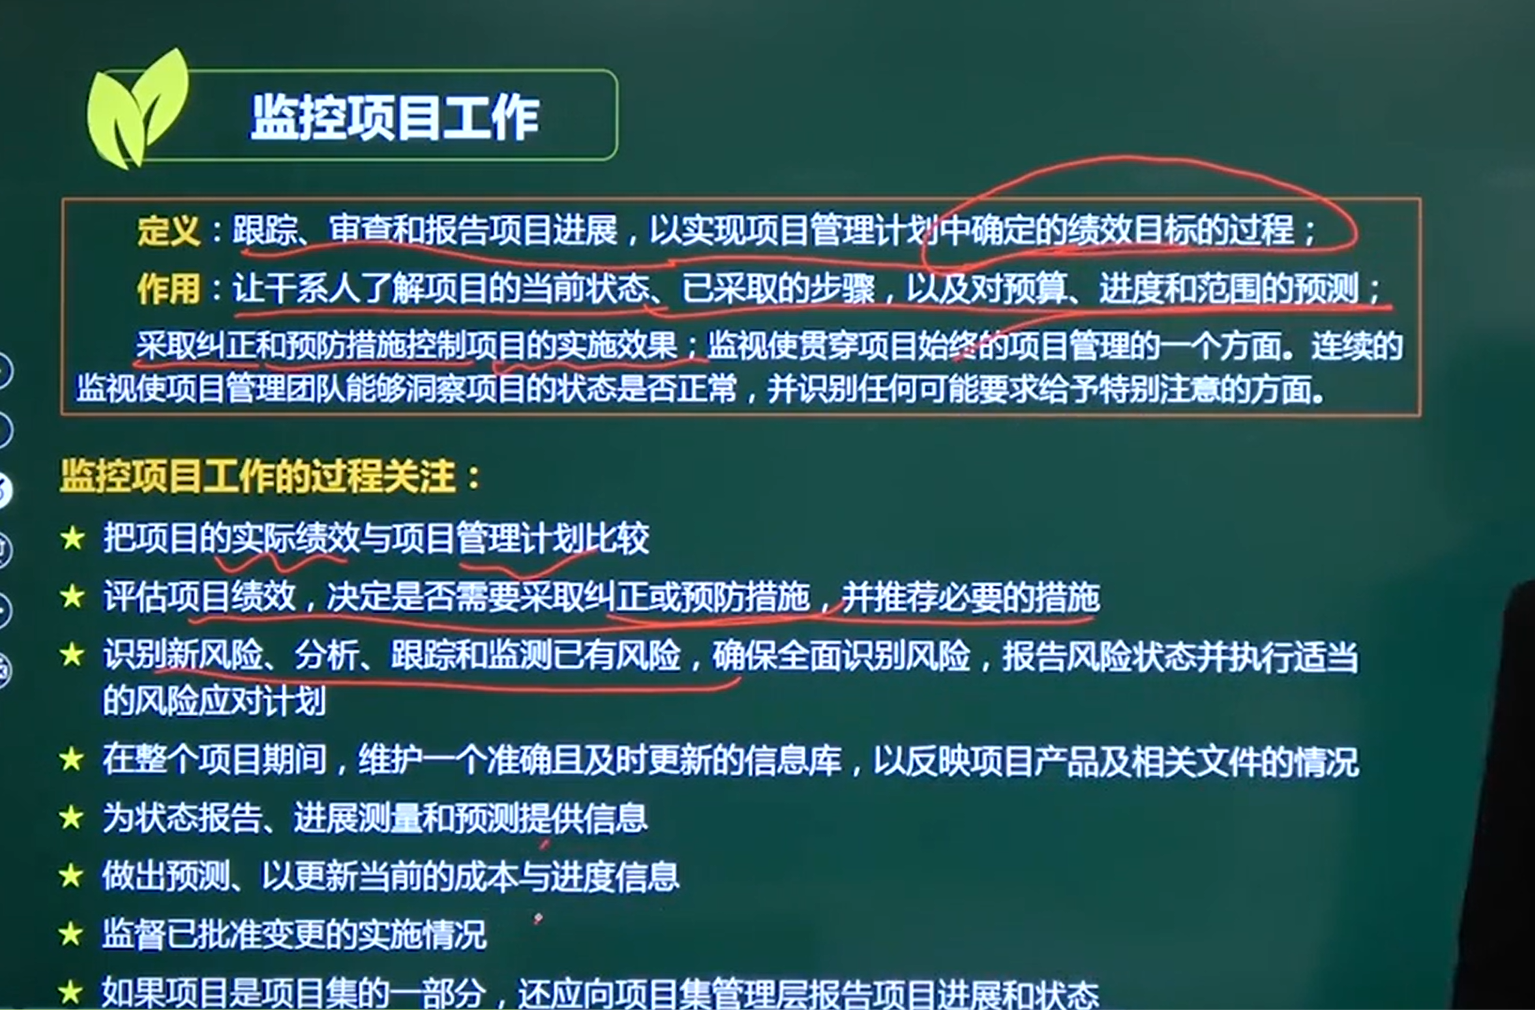 监控项目工作
定义：跟踪、审查和报告项目进展，以实现项目管理计划中确定的绩效目标的过程；
作用：让干系人了解项目的当前状态、已采取的步骤，以及对预算、进度和范围的预测；
采取纠正和预防措施控制项目的实施效果；监视使贯穿项目始终的项目管理的一个方面。连续的
监视使项目管理团队能够洞察项目的状态是否正常，并识别任何可能要求给予特别注意的方面。
监控项目工作的过程关注：
★ 把项目的实际绩效与项目管理计划比较
★ 评估项目绩效，决定是否需要采取纠正或预防措施，并推荐必要的措施
★ 识别新风险、分析、跟踪和监测已有风险，确保全面识别风险，报告风险状态并执行适当
的风险应对计划
★ 在整个项目期间，维护一个准确且及时更新的信息库，以反映项目产品及相关文件的情况
★ 为状态报告、进展测量和预测提供信息
★ 做出预测、以更新当前的成本与进度信息
★ 监督已批准变更的实施情况
★ 如果项目是项目集的一部分，还应向项目集管理层报告项目进展和状态